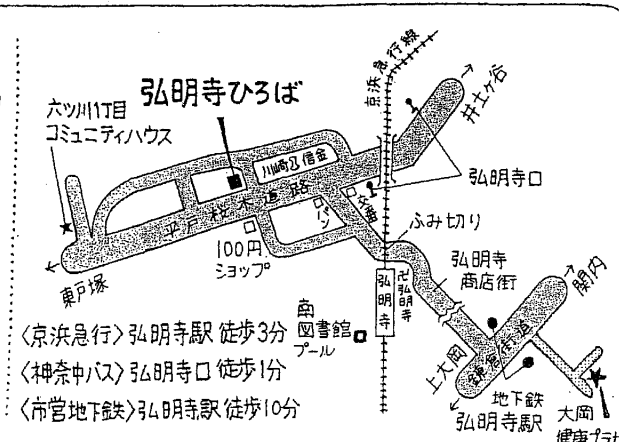 京浜急行線
井土ヶ谷
弘明寺ひろば
六ツ川1丁目
コミュニティハウス
川崎信金
弘明寺口
平戸桜木道路
パン
交番
ふみ切り
100円
ショップ
東戸塚
弘明寺
卍弘明寺
弘明寺
商店街
関内
南
図書館
プール
上大岡
鎌倉街道
〈京浜急行〉弘明寺駅 徒歩3分
〈神奈中バス〉弘明寺口 徒歩1分
〈市営地下鉄〉弘明寺駅 徒歩10分
地下鉄
弘明寺駅
大岡
健康プラザ